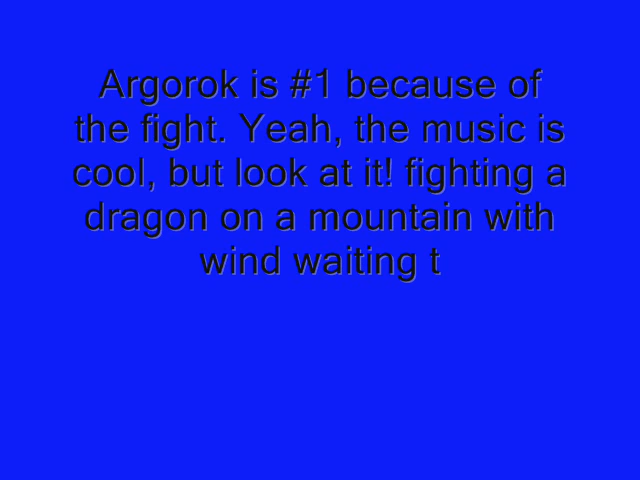 Argorok is #1 because of
the fight. Yeah, the music is
cool, but look at it! fighting a
dragon on a mountain with
wind waiting t